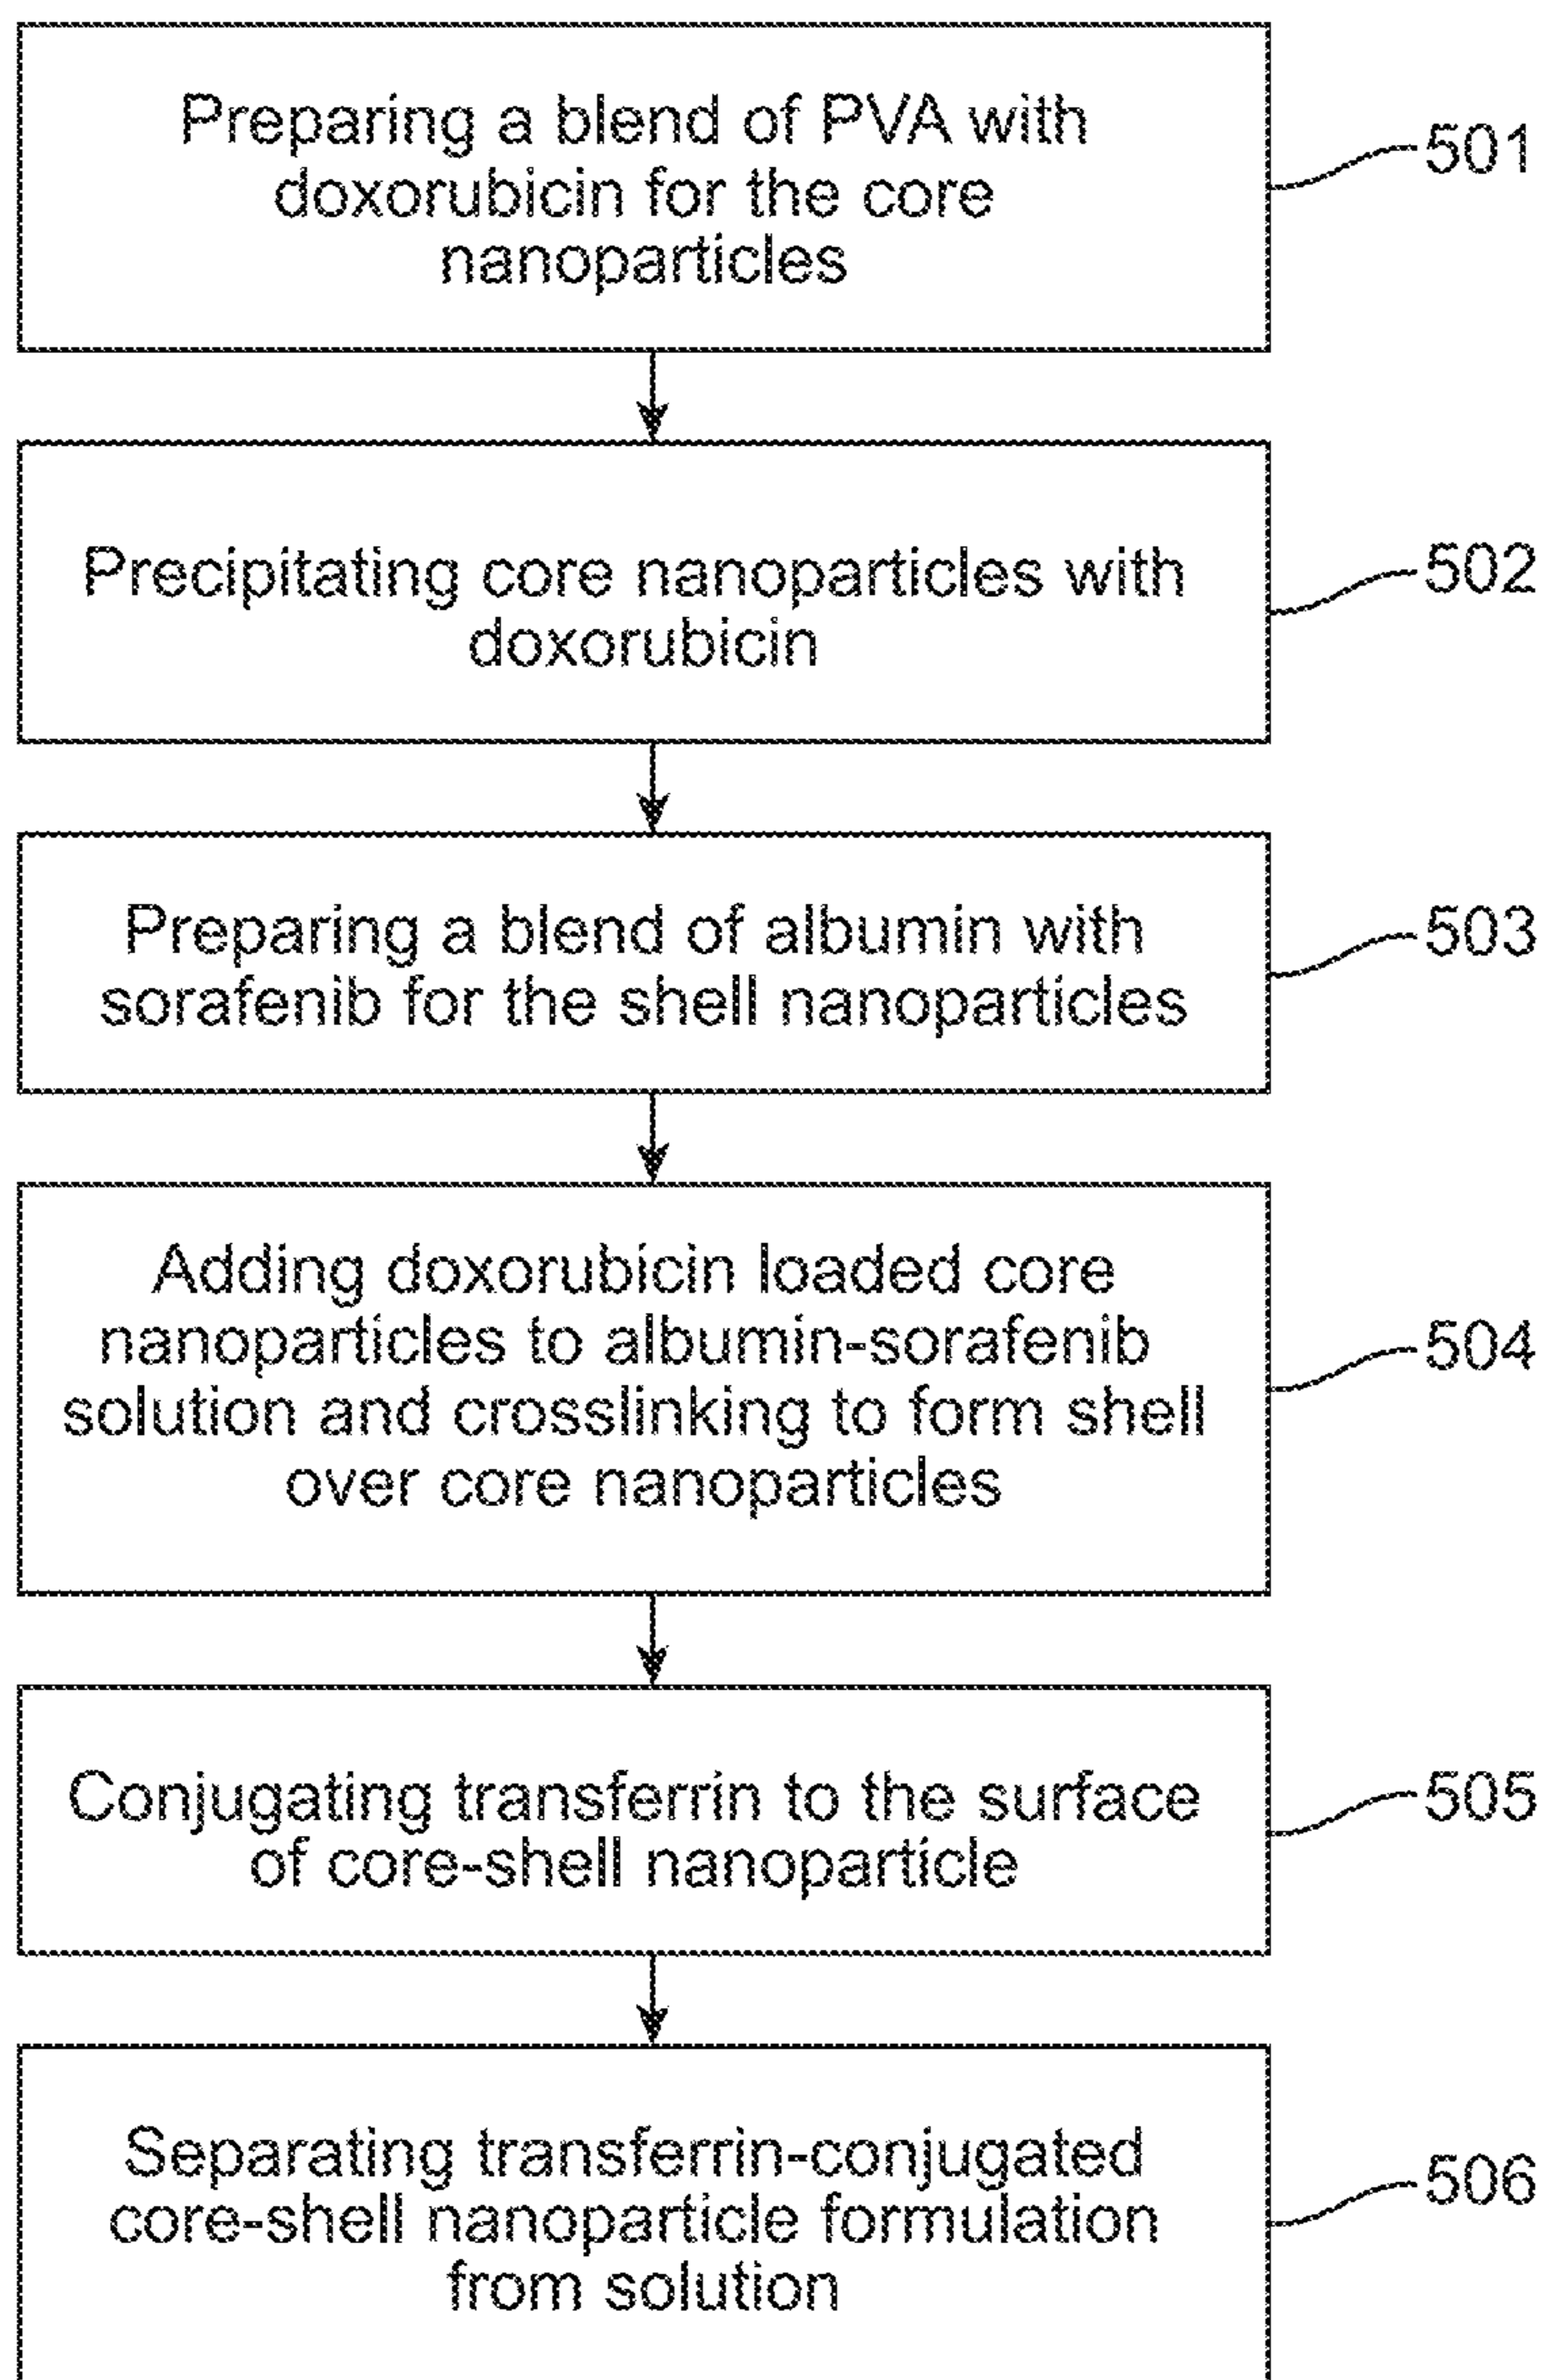 Preparing a blend of PVA with
doxorubicin for the core
nanoparticles
501
Precipitating core nanoparticles with
doxorubicin
502
Preparing a blend of albumin with
sorafenib for the shell nanoparticles
503
Adding doxorubicin loaded core
nanoparticles to albumin-sorafenib
solution and crosslinking to form shell
over core nanoparticles
504
Conjugating transferrin to the surface
of core-shell nanoparticle
505
Separating transferrin-conjugated
core-shell nanoparticle formulation
from solution
506